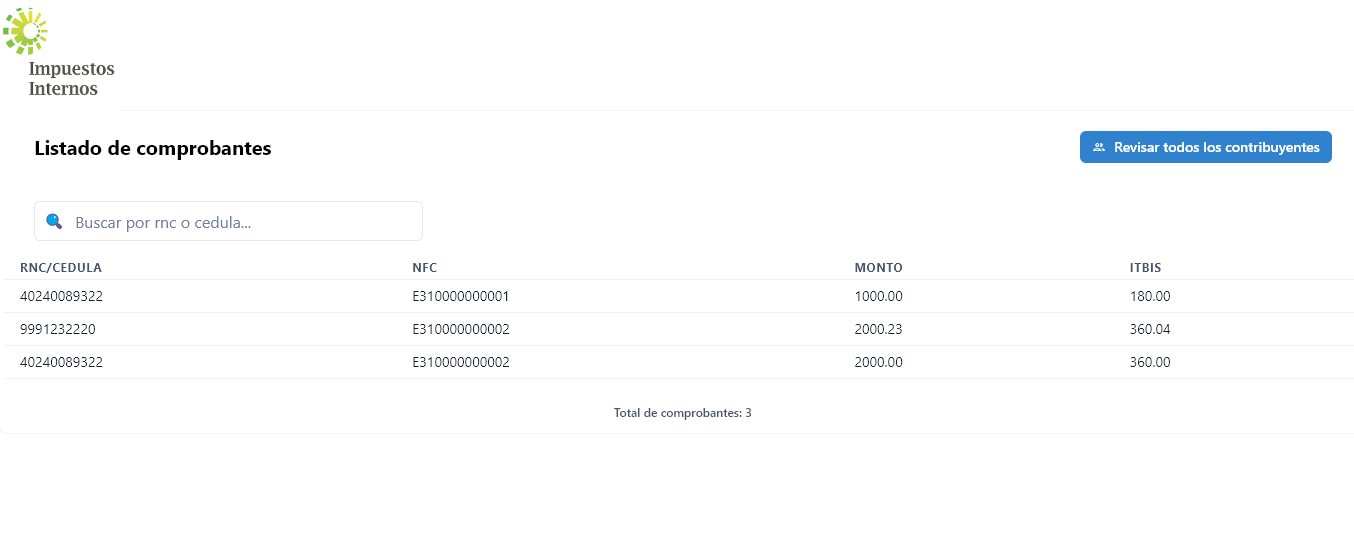 Impuestos
Internos
Listado de comprobantes
Revisar todos los contribuyentes
Buscar por rnc o cedula...
RNC/CEDULA NFC MONTO ITBIS
40240089322 E310000000001 1000.00 180.00
9991232220 E310000000002 2000.23 360.04
40240089322 E310000000002 2000.00 360.00
Total de comprobantes: 3